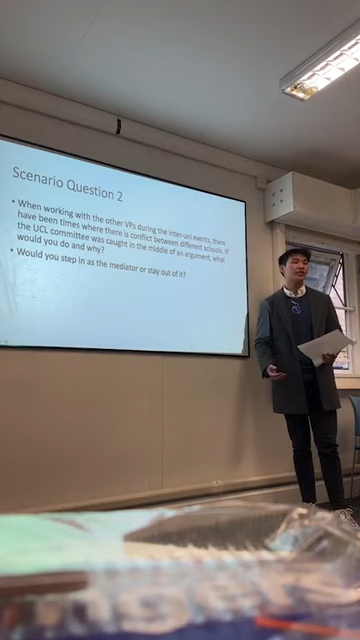 Scenario Question 2
• When working with the other VPs during the inter-uni events, there
have been times where there is conflict between different schools, if
the UCL committee was caught in the middle of an argument, what
would you do and why?
• Would you step in as the mediator or stay out of it?